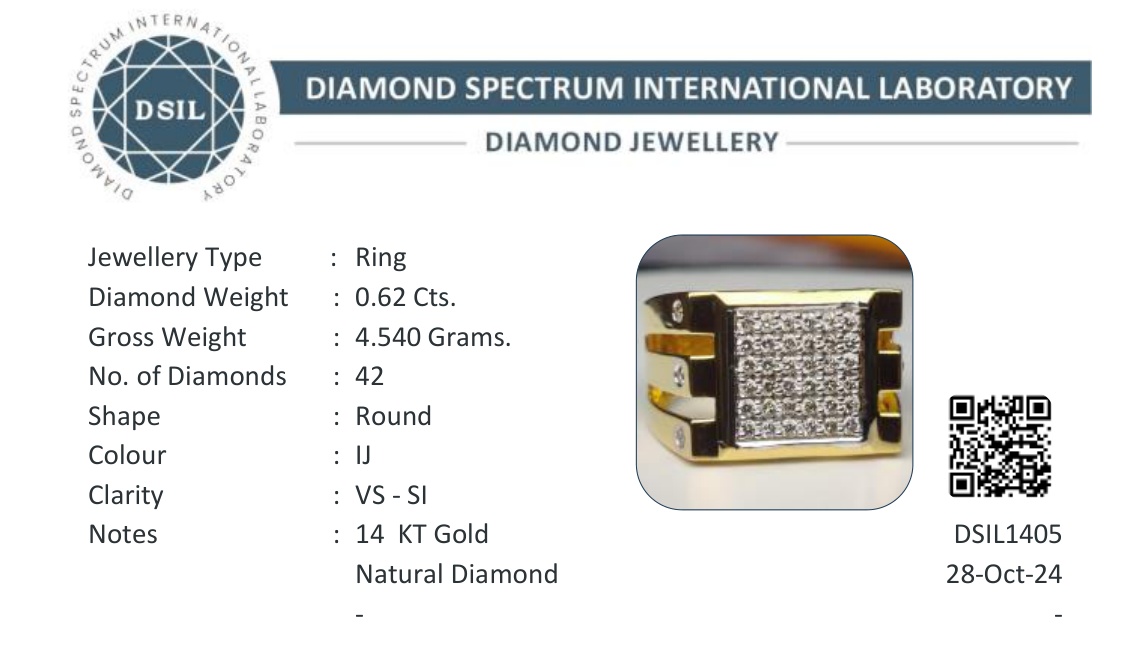 DIAMOND SPECTRUM INTERNATIONAL LABORATORY
DSIL
DIAMOND SPECTRUM INTERNATIONAL LABORATORY
DIAMOND JEWELLERY
Jewellery Type : Ring
Diamond Weight : 0.62 Cts.
Gross Weight : 4.540 Grams.
No. of Diamonds : 42
Shape : Round
Colour : IJ
Clarity : VS - SI
Notes : 14 KT Gold
DSIL1405
Natural Diamond
28-Oct-24
-
-